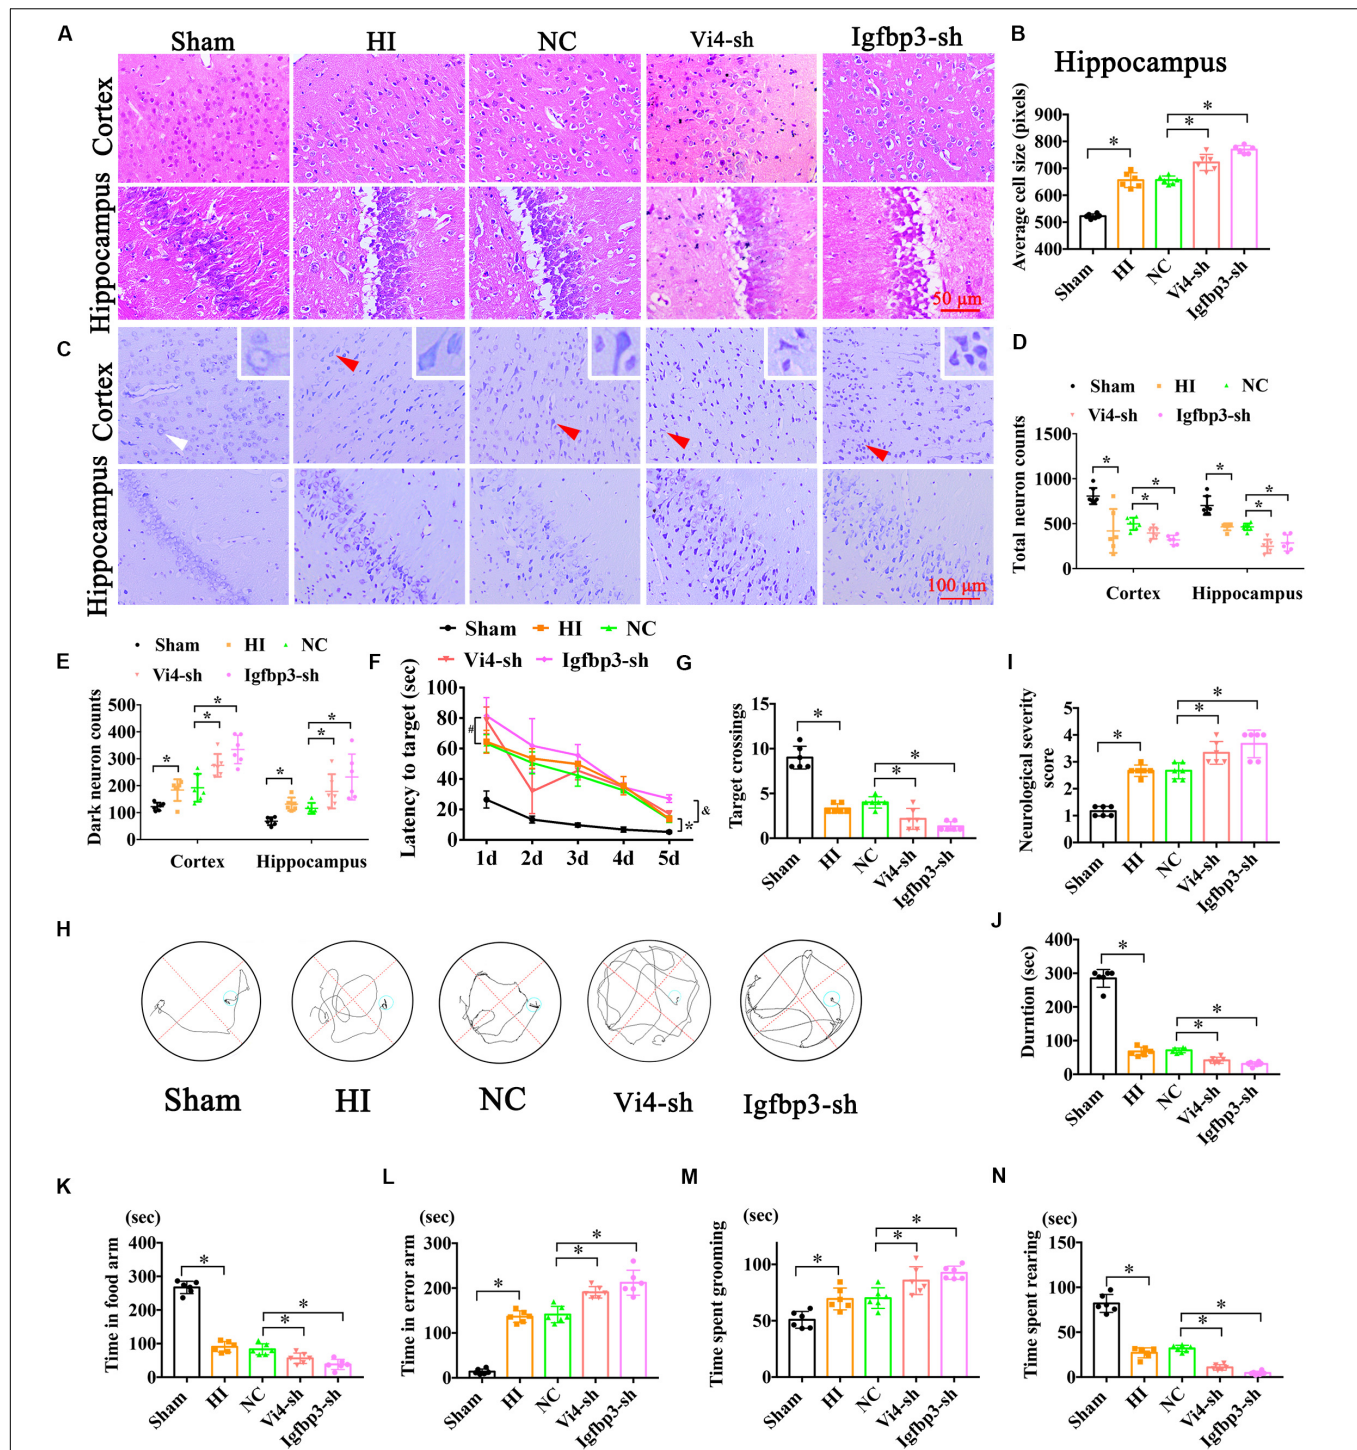 A
Sham HI NC Vi4-sh Igfbp3-sh
Cortex
Hippocampus
50 μm
B
Hippocampus
Average cell size (pixels)
900
800
700
600
500
400
* * *
Sham HI NC Vi4-sh Igfbp3-sh
C
Cortex
Hippocampus
100 μm
D
Sham HI NC
Vi4-sh Igfbp3-sh
Total neuron counts
1500
1000
500
0
* * * * * *
Cortex Hippocampus
E
Sham HI NC
Vi4-sh Igfbp3-sh
Dark neuron counts
500
400
300
200
100
0
* * * * * *
Cortex Hippocampus
F
Sham HI NC
Vi4-sh Igfbp3-sh
Latency to target (sec)
100
80
60
40
20
0
#
&
*
1d 2d 3d 4d 5d
G
Target crossings
15
10
5
0
* * *
Sham HI NC Vi4-sh Igfbp3-sh
I
Neurological severity
score
5
4
3
2
1
0
* * *
Sham HI NC Vi4-sh Igfbp3-sh
H
Sham HI NC Vi4-sh Igfbp3-sh
J
Durntion (sec)
400
300
200
100
0
* * *
Sham HI NC Vi4-sh Igfbp3-sh
K
(sec)
Time in food arm
400
300
200
100
0
* * *
Sham HI NC Vi4-sh Igfbp3-sh
L
(sec)
Time in error arm
300
200
100
0
* * *
Sham HI NC Vi4-sh Igfbp3-sh
M
(sec)
Time spent grooming
100
50
0
* * *
Sham HI NC Vi4-sh Igfbp3-sh
N
(sec)
Time spent rearing
150
100
50
0
* * *
Sham HI NC Vi4-sh Igfbp3-sh